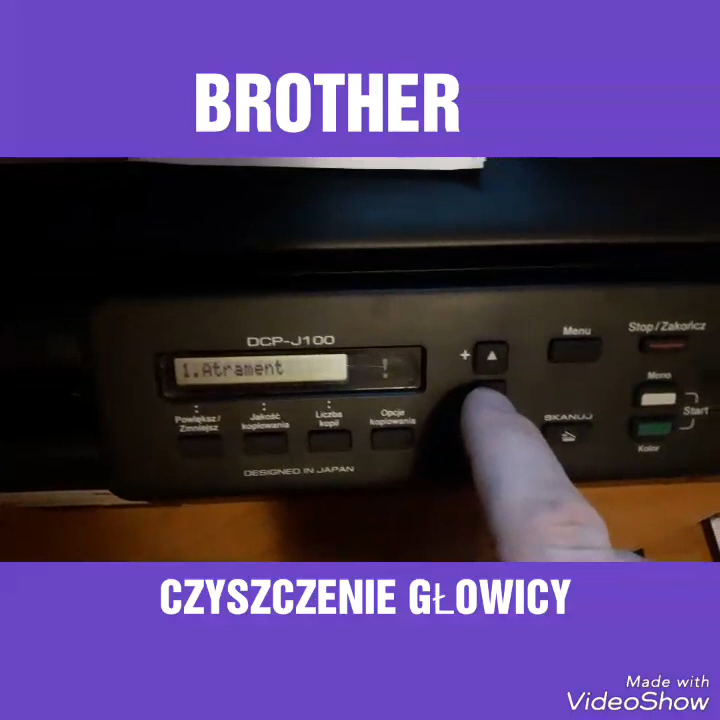 BROTHER
DCP-J100
1.Atrament
!
+
Menu
Stop/Zakończ
Mono
Start
Kolor
SKANUJ
Powiększ/
Zmniejsz
Jakość
kopiowania
Liczba
kopii
Opcje
kopiowania
DESIGNED IN JAPAN
CZYSZCZENIE GŁOWICY
Made with
VideoShow